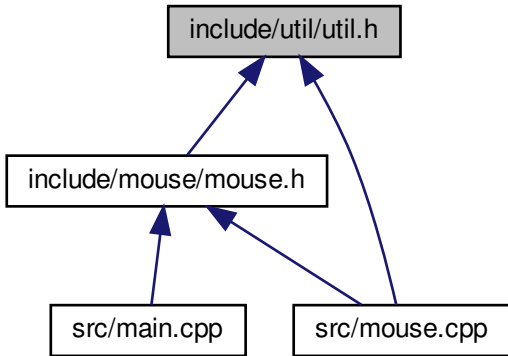 include/util/util.h
include/mouse/mouse.h
src/main.cpp
src/mouse.cpp